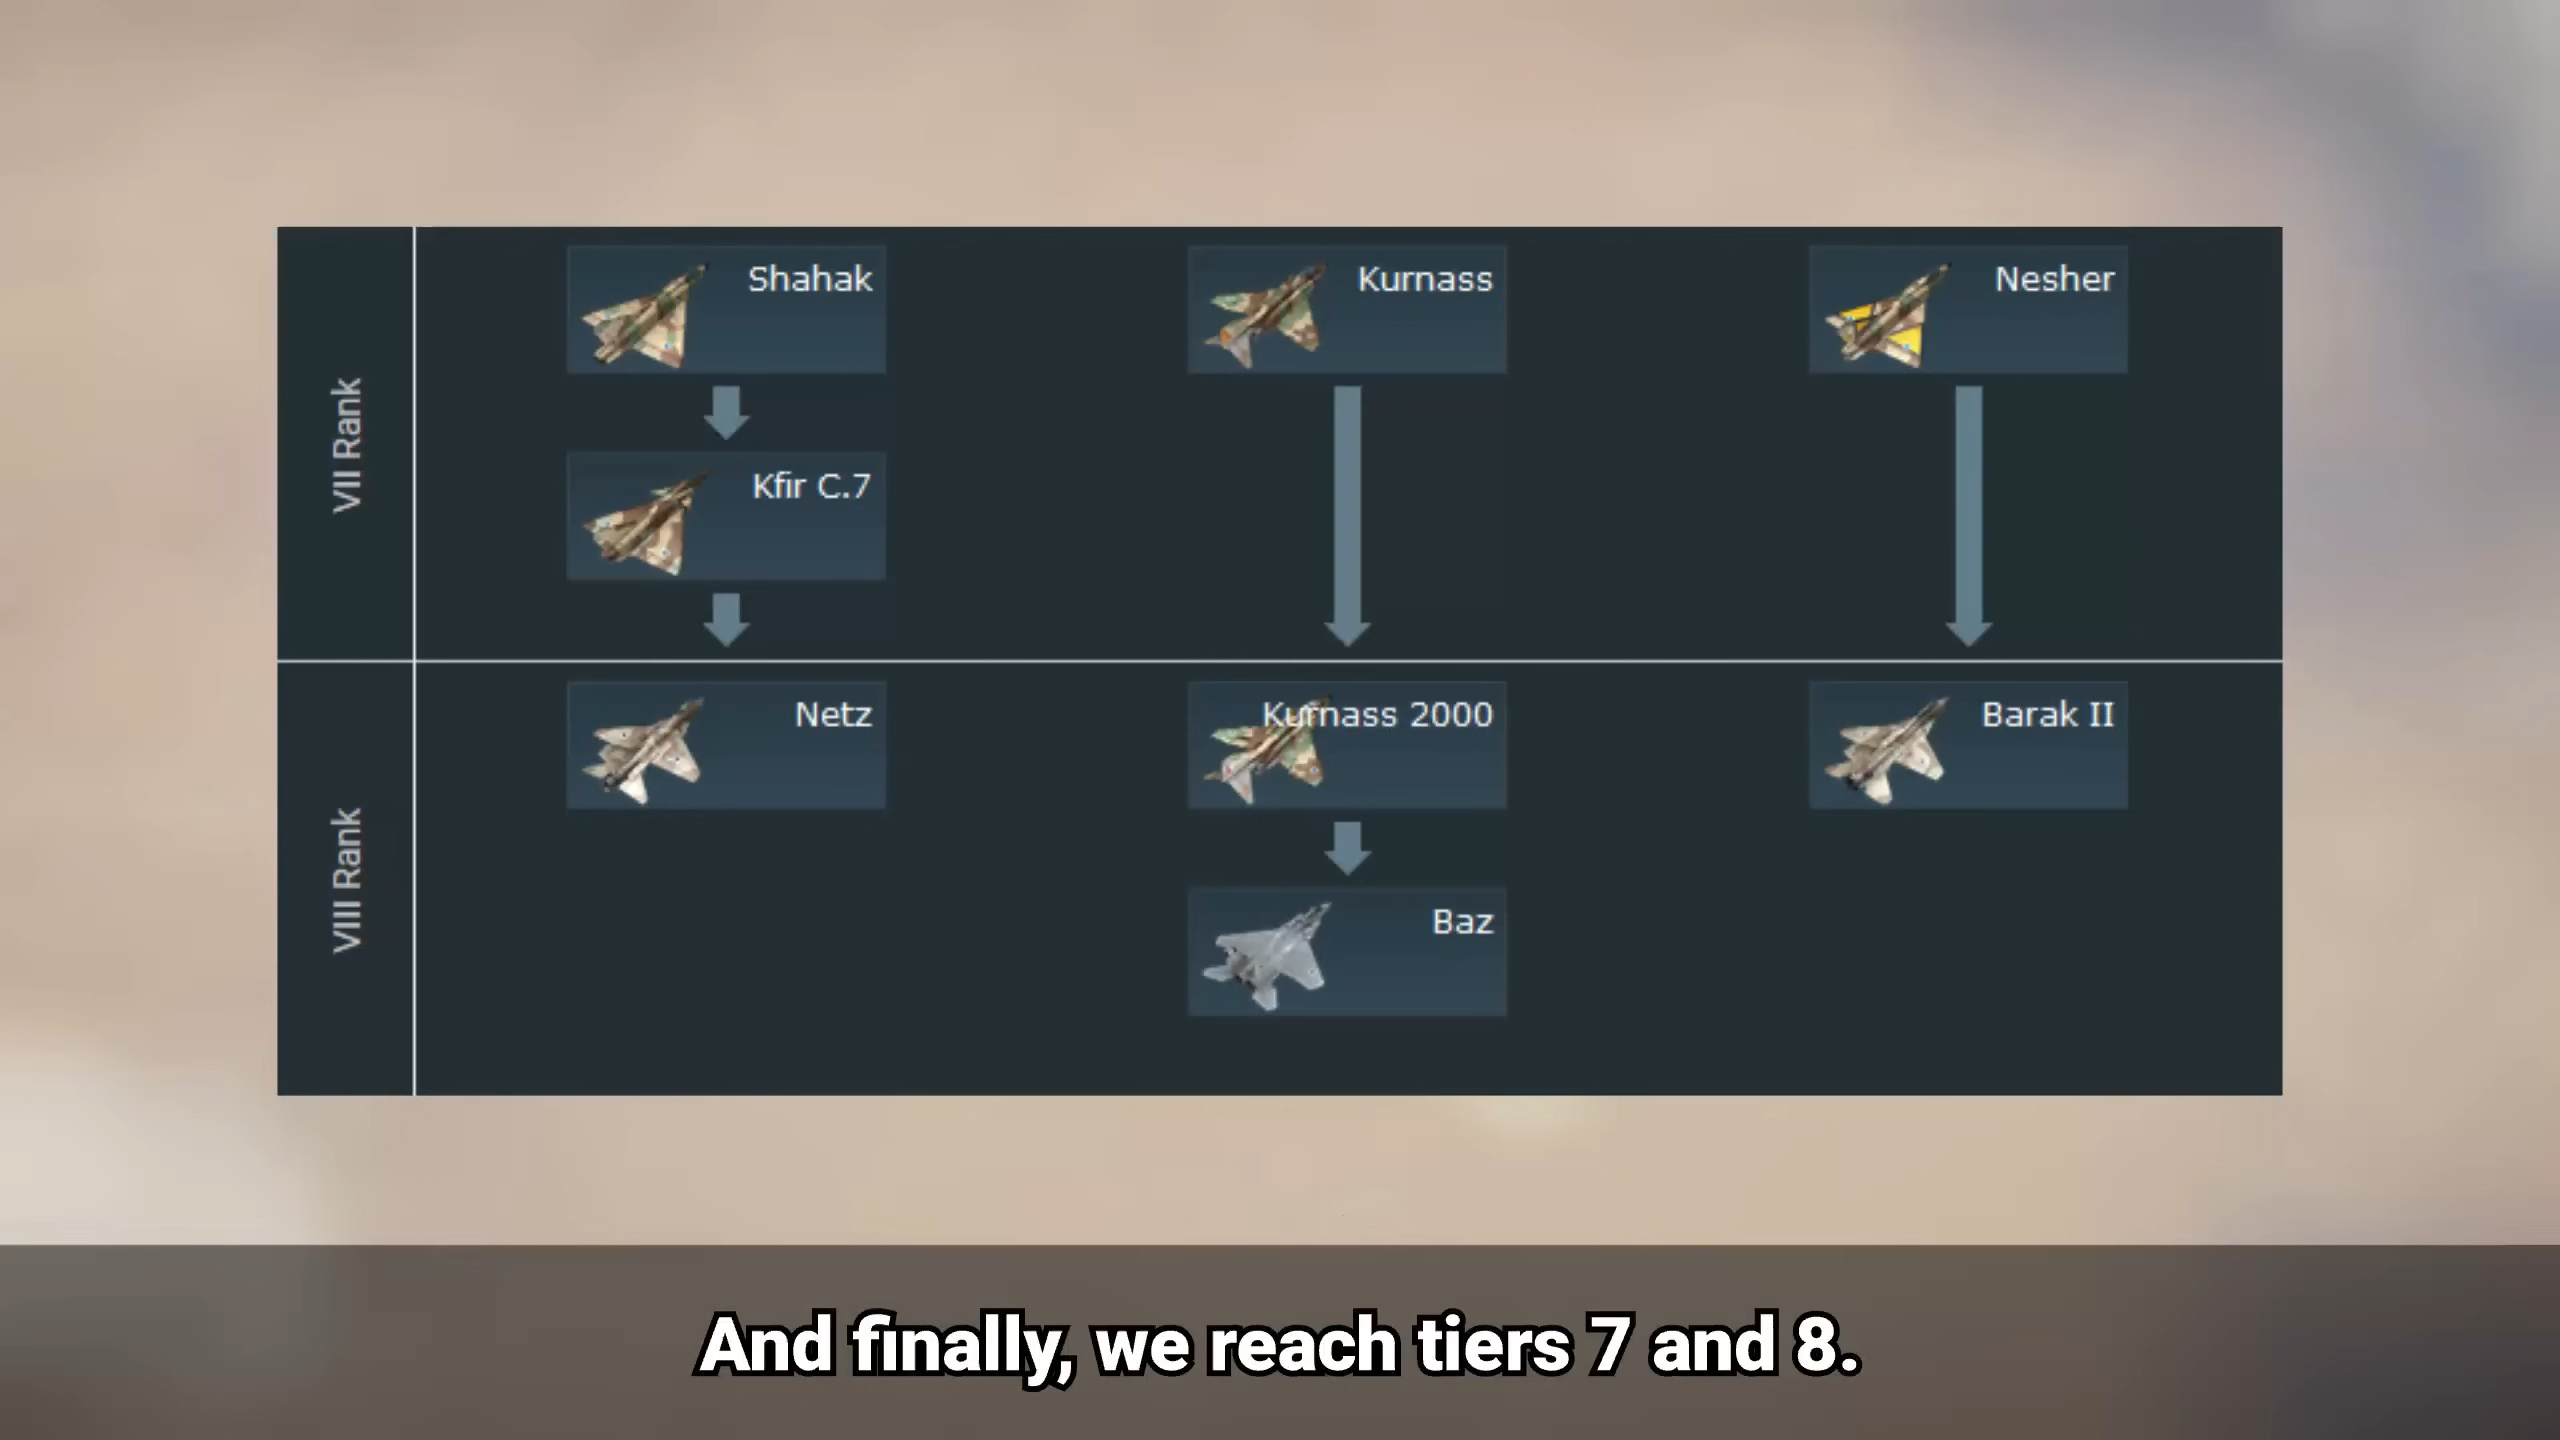 VII Rank
Shahak
Kurnass
Nesher
Kfir C.7
VIII Rank
Netz
Kurnass 2000
Barak II
Baz
And finally, we reach tiers 7 and 8.